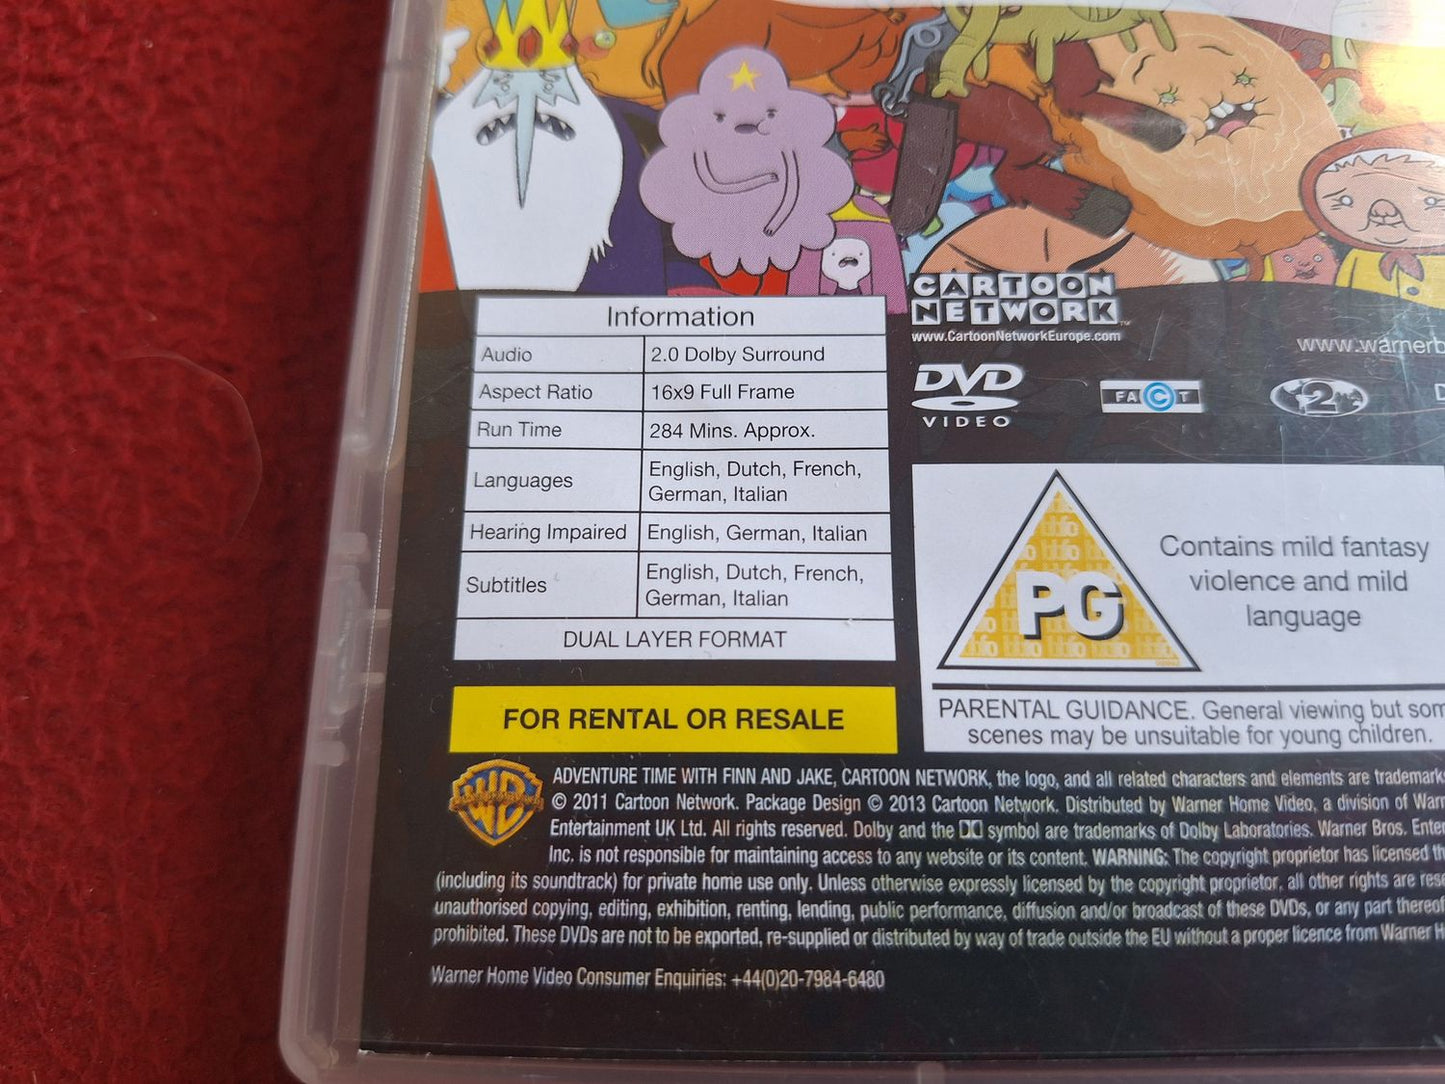 CARTOON
NETWORK™
www.CartoonNetworkEurope.com
www.warnerb
Information
Audio 2.0 Dolby Surround
Aspect Ratio 16x9 Full Frame
Run Time 284 Mins. Approx.
Languages English, Dutch, French,
German, Italian
Hearing Impaired English, German, Italian
Subtitles English, Dutch, French,
German, Italian
DUAL LAYER FORMAT
FOR RENTAL OR RESALE
DVD
VIDEO
FACT
2
D
PG
Contains mild fantasy
violence and mild
language
PARENTAL GUIDANCE. General viewing but som
scenes may be unsuitable for young children.
WB
ADVENTURE TIME WITH FINN AND JAKE, CARTOON NETWORK, the logo, and all related characters and elements are trademark
© 2011 Cartoon Network. Package Design © 2013 Cartoon Network. Distributed by Warner Home Video, a division of War
Entertainment UK Ltd. All rights reserved. Dolby and the symbol are trademarks of Dolby Laboratories. Warner Bros. Enter
Inc. is not responsible for maintaining access to any website or its content. WARNING: The copyright proprietor has licensed th
(including its soundtrack) for private home use only. Unless otherwise expressly licensed by the copyright proprietor, all other rights are rese
unauthorised copying, editing, exhibition, renting, lending, public performance, diffusion and/or broadcast of these DVDs, or any part thereof
prohibited. These DVDs are not to be exported, re-supplied or distributed by way of trade outside the EU without a proper licence from Warner H
Warner Home Video Consumer Enquiries: +44(0)20-7984-6480